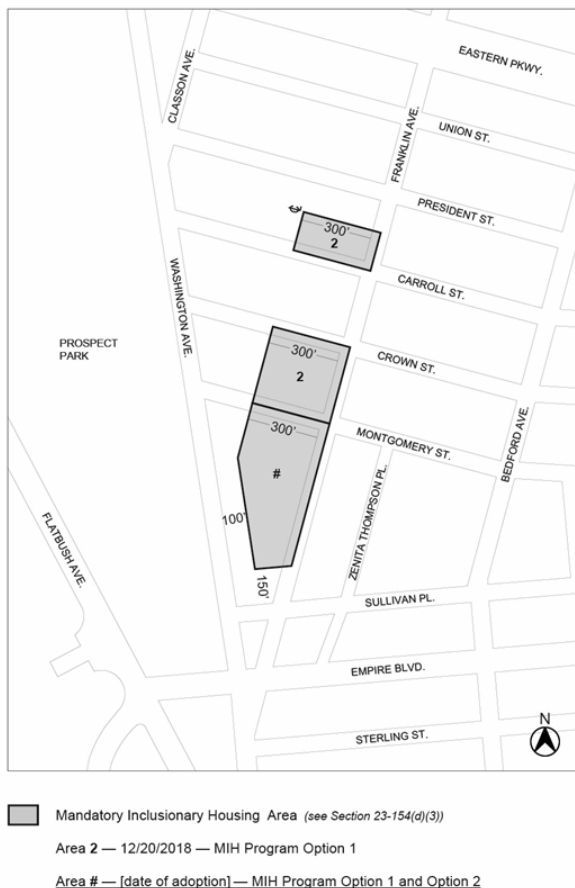 EASTERN PKWY.
CLASSON AVE.
UNION ST.
FRANKLIN AVE.
PRESIDENT ST.
300'
2
CARROLL ST.
WASHINGTON AVE.
PROSPECT
PARK
300'
CROWN ST.
2
BEDFORD AVE.
300'
MONTGOMERY ST.
#
ZENITA THOMPSON PL.
100'
FLATBUSH AVE.
150'
SULLIVAN PL.
EMPIRE BLVD.
STERLING ST.
N
Mandatory Inclusionary Housing Area (see Section 23-154(d)(3))
Area 2 — 12/20/2018 — MIH Program Option 1
Area # — [date of adoption] — MIH Program Option 1 and Option 2